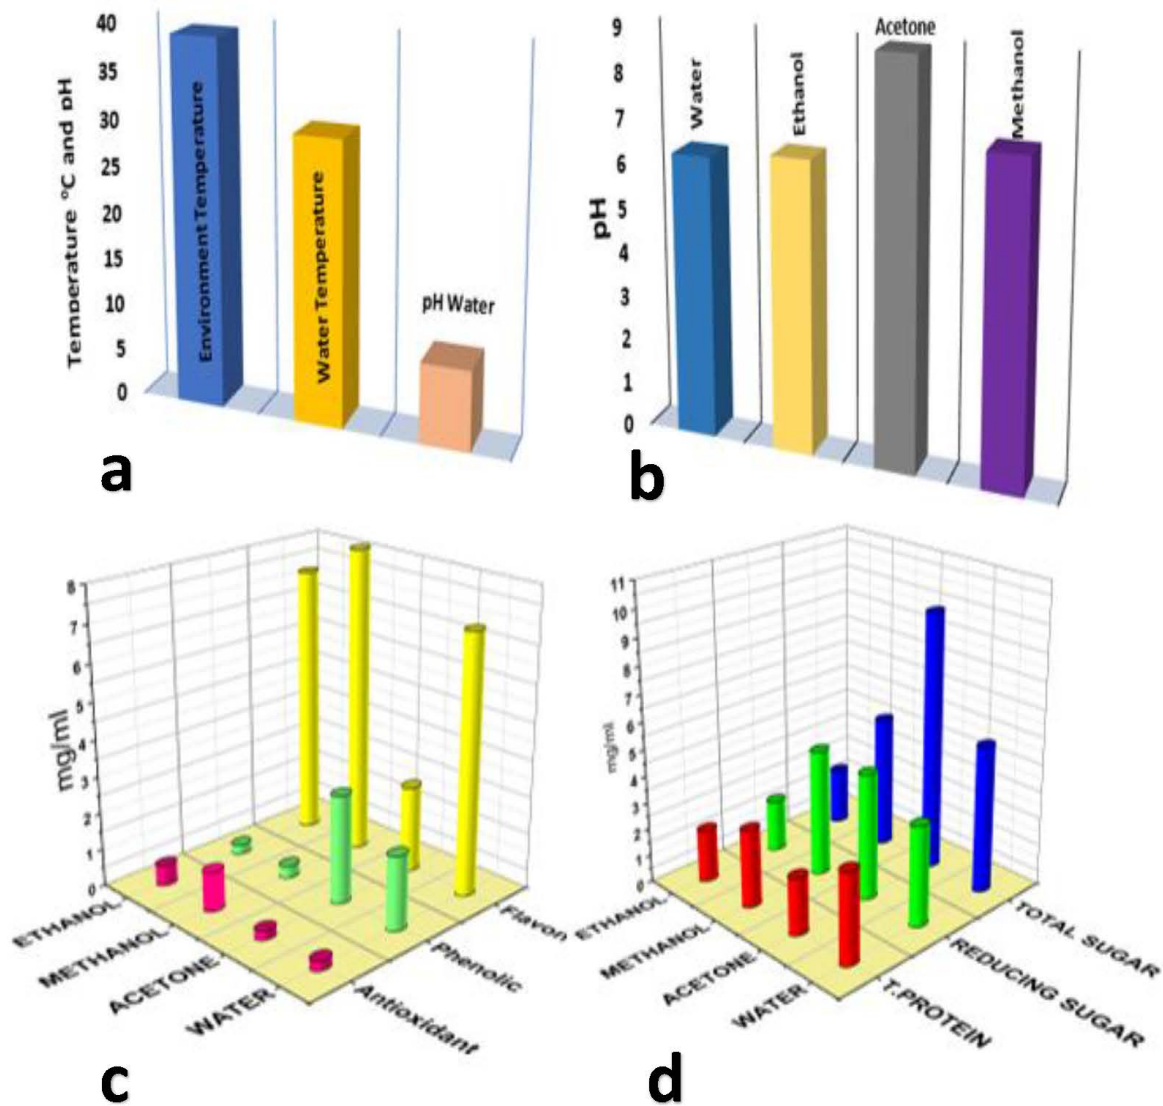 Temperature °C and pH
40
35
30
25
20
15
10
5
0
Environment Temperature
Water Temperature
pH Water
a
pH
9
8
7
6
5
4
3
2
1
0
Water
Ethanol
Acetone
Methanol
b
mg/ml
8
7
6
5
4
3
2
1
0
ETHANOL
METHANOL
ACETONE
WATER
Antioxidant
Phenolic
Flavon
c
mg/ml
11
10
9
8
7
6
5
4
3
2
1
0
ETHANOL
METHANOL
ACETONE
WATER
T.PROTEIN
REDUCING SUGAR
TOTAL SUGAR
d